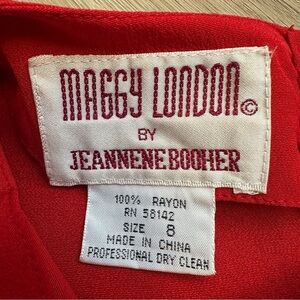 MAGGY LONDON©
BY
JEANNENE BOOHER
100% RAYON
RN 58142
SIZE 8
MADE IN CHINA
PROFESSIONAL DRY CLEAN